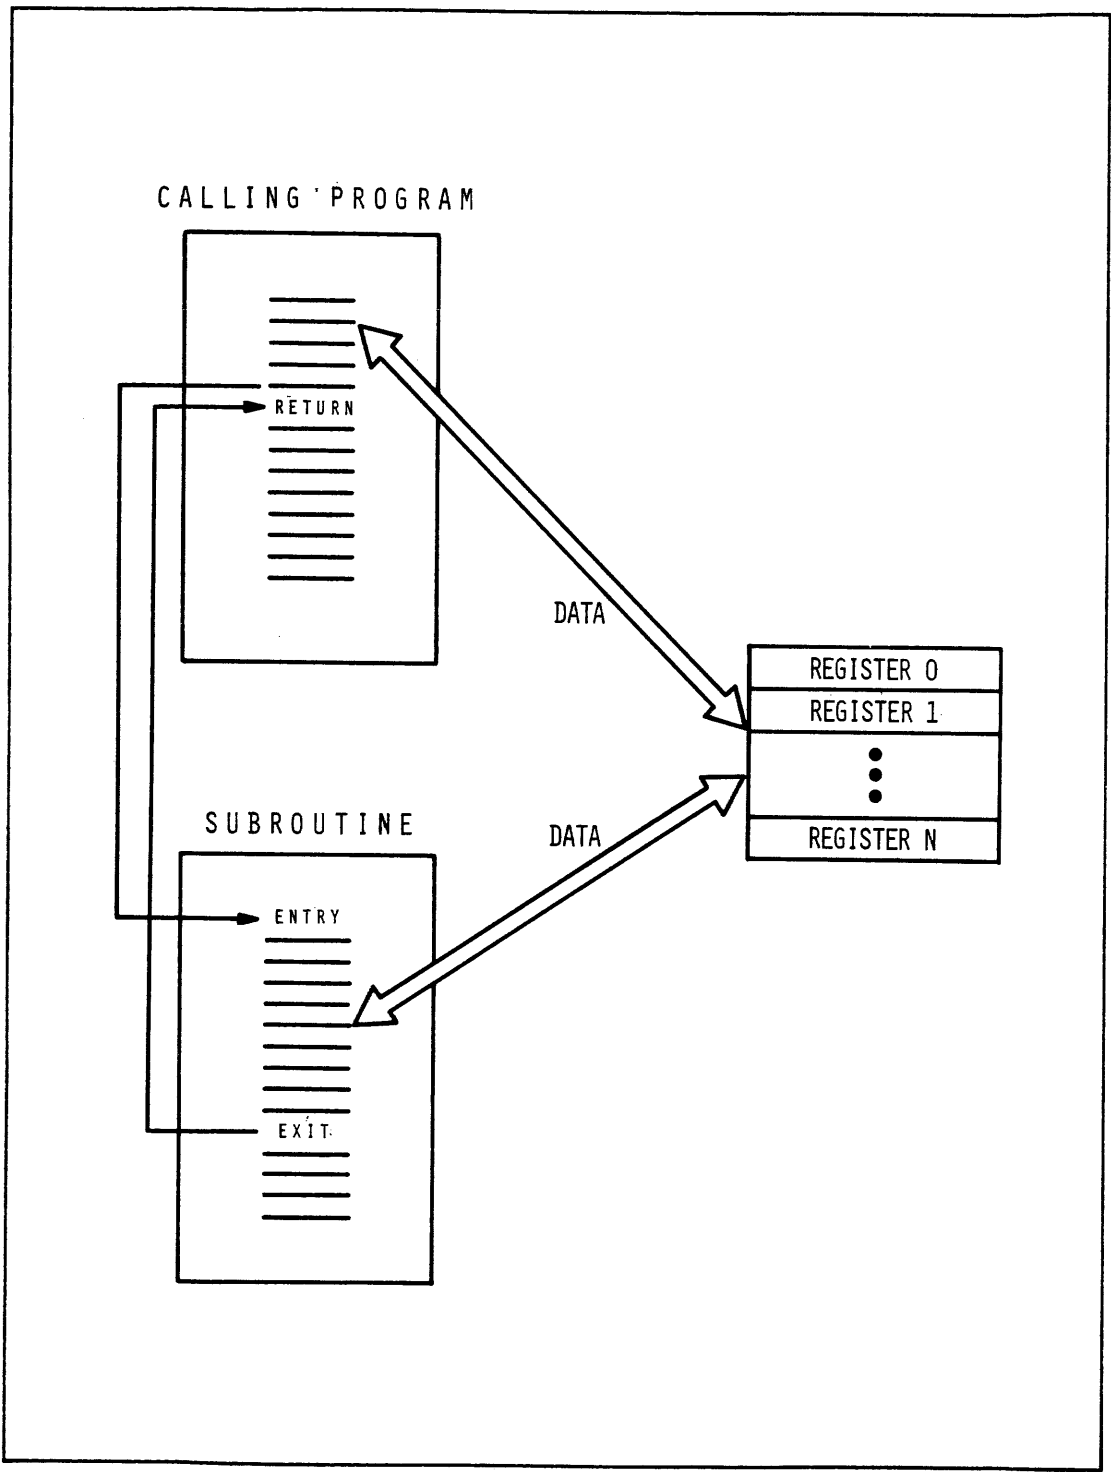 CALLING PROGRAM
RETURN
DATA
REGISTER 0
REGISTER 1
SUBROUTINE
DATA
REGISTER N
ENTRY
EXIT